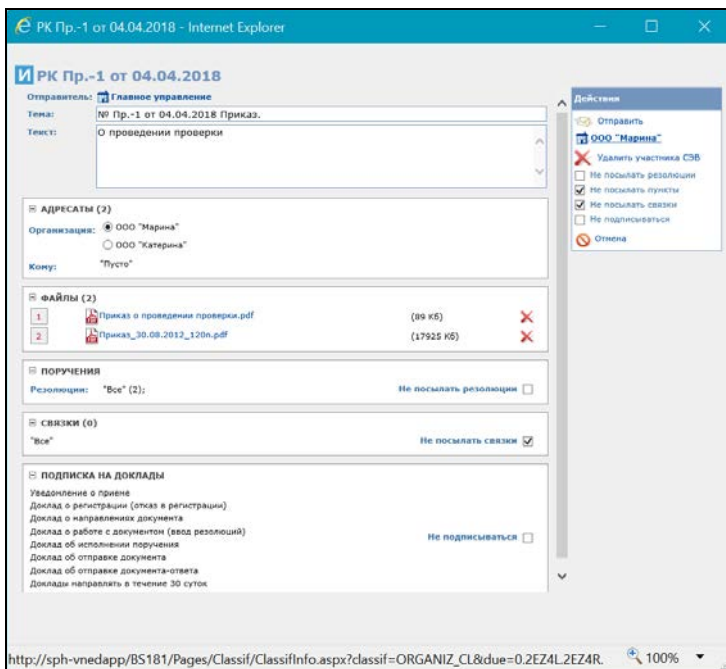 РК Пр.-1 от 04.04.2018 - Internet Explorer
И РК Пр.-1 от 04.04.2018
Отправитель: Главное управление
Тема: № Пр.-1 от 04.04.2018 Приказ.
Текст: О проведении проверки
АДРЕСАТЫ (2)
Организация: ООО "Марина"
ООО "Катерина"
Кому: "Пусто"
ФАЙЛЫ (2)
1 Приказ о проведении проверки.pdf (89 Кб)
2 Приказ_30.08.2012_120n.pdf (17925 Кб)
ПОРУЧЕНИЯ
Резолюции: "Все" (2); Не посылать резолюции
СВЯЗКИ (0)
"Все" Не посылать связки
ПОДПИСКА НА ДОКЛАДЫ
Уведомление о приеме
Доклад о регистрации (отказ в регистрации)
Доклад о направлениях документа
Доклад о работе с документом (ввод резолюций)
Доклад об исполнении поручения
Доклад об отправке документа
Доклад об отправке документа-ответа
Доклады направлять в течение 30 суток
Не подписываться
Действия
Отправить
ООО "Марина"
Удалить участника СЭВ
Не посылать резолюции
Не посылать пункты
Не посылать связки
Не подписываться
Отмена
http://sph-vnedapp/BS181/Pages/Classif/ClassifInfo.aspx?classif=ORGANIZ_CL&due=0.2EZ4L.2EZ4R. 100%